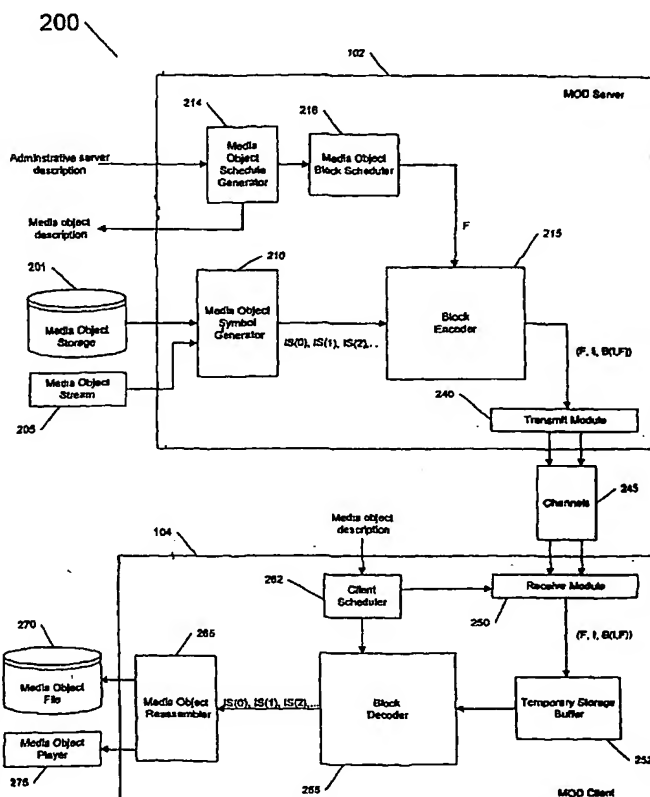 200
102
MOD Server
214
Media
Object
Schedule
Generator
216
Media Object
Block Scheduler
Adminstrative server
description
Media object
description
F
201
Media Object
Storage
210
Media Object
Symbol
Generator
IS(0), IS(1), IS(2),..
215
Block
Encoder
Media Object
Stream
205
(F, I, B(I,F))
240
Transmit Module
Channels
245
Media object
description
104
262
Client
Scheduler
Receive Module
250
270
Media Object
File
265
Media Object
Reassembler
IS(0), IS(1), IS(2),...
Block
Decoder
(F, I, B(I,F))
Temporary Storage
Buffer
Media Object
Player
275
255
MOD Client